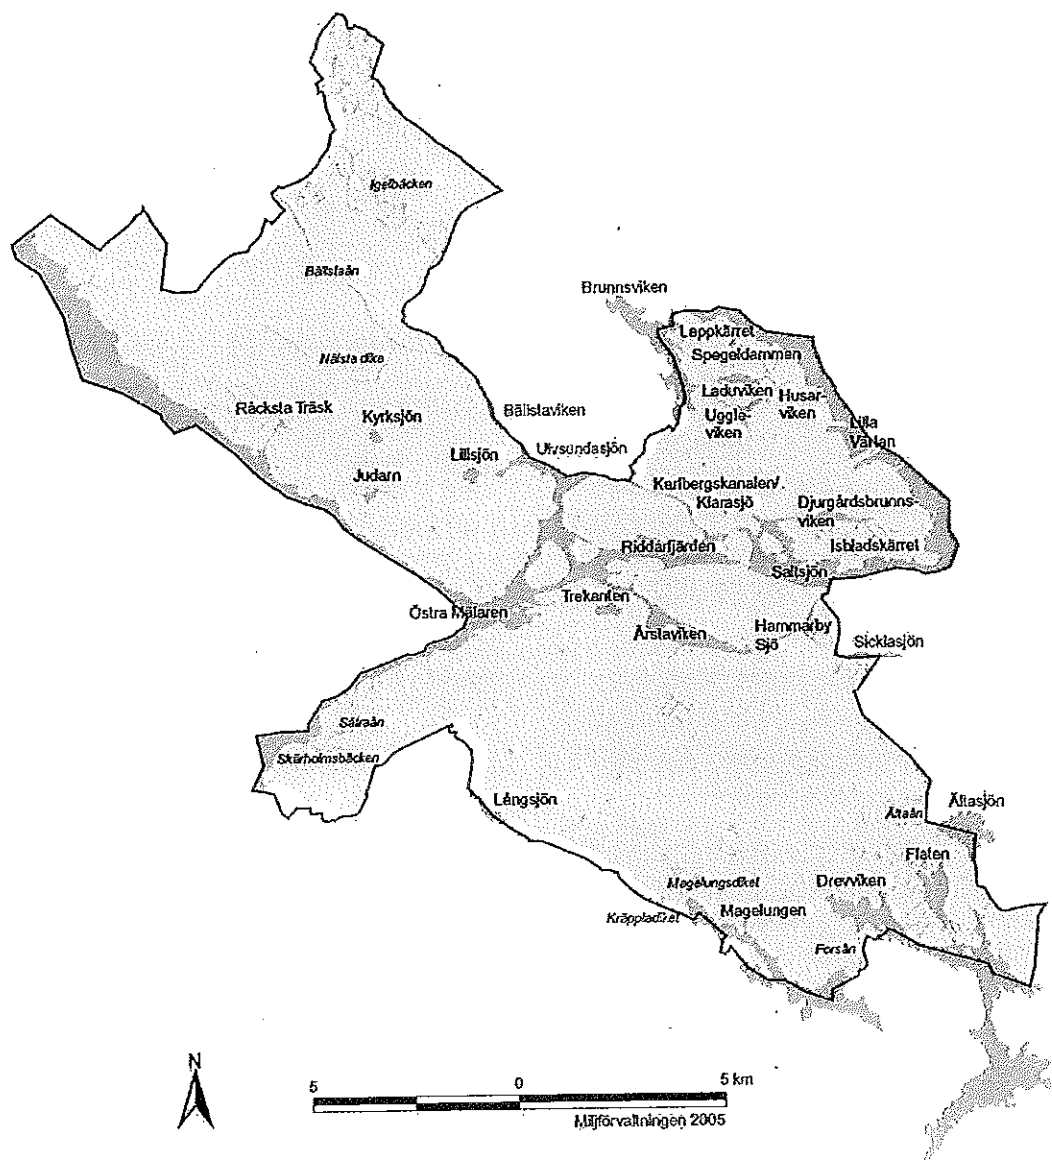 Igelbäcken
Bällstaån
Brunnsviken
Lappkärret
Spegeldammen
Nälsta dike
Laduviken
Husar-
viken
Råcksta Träsk
Kyrksjön
Bällstaviken
Uggle-
viken
Lilla
Värtan
Lillsjön
Ulvsundasjön
Judarn
Karlbergskanalen/
Klarasjö
Djurgårdsbrunns-
viken
Riddarfjärden
Isbladskärret
Saltsjön
Trekanten
Östra Mälaren
Årstaviken
Hammarby
Sjö
Sicklasjön
Sätraån
Skärholmsbäcken
Långsjön
Ältaån
Ältasjön
Flaten
Magelungsdiket
Drevviken
Kräppladiket
Magelungen
Forsån
N
5 0 5 km
Miljförvaltningen 2005